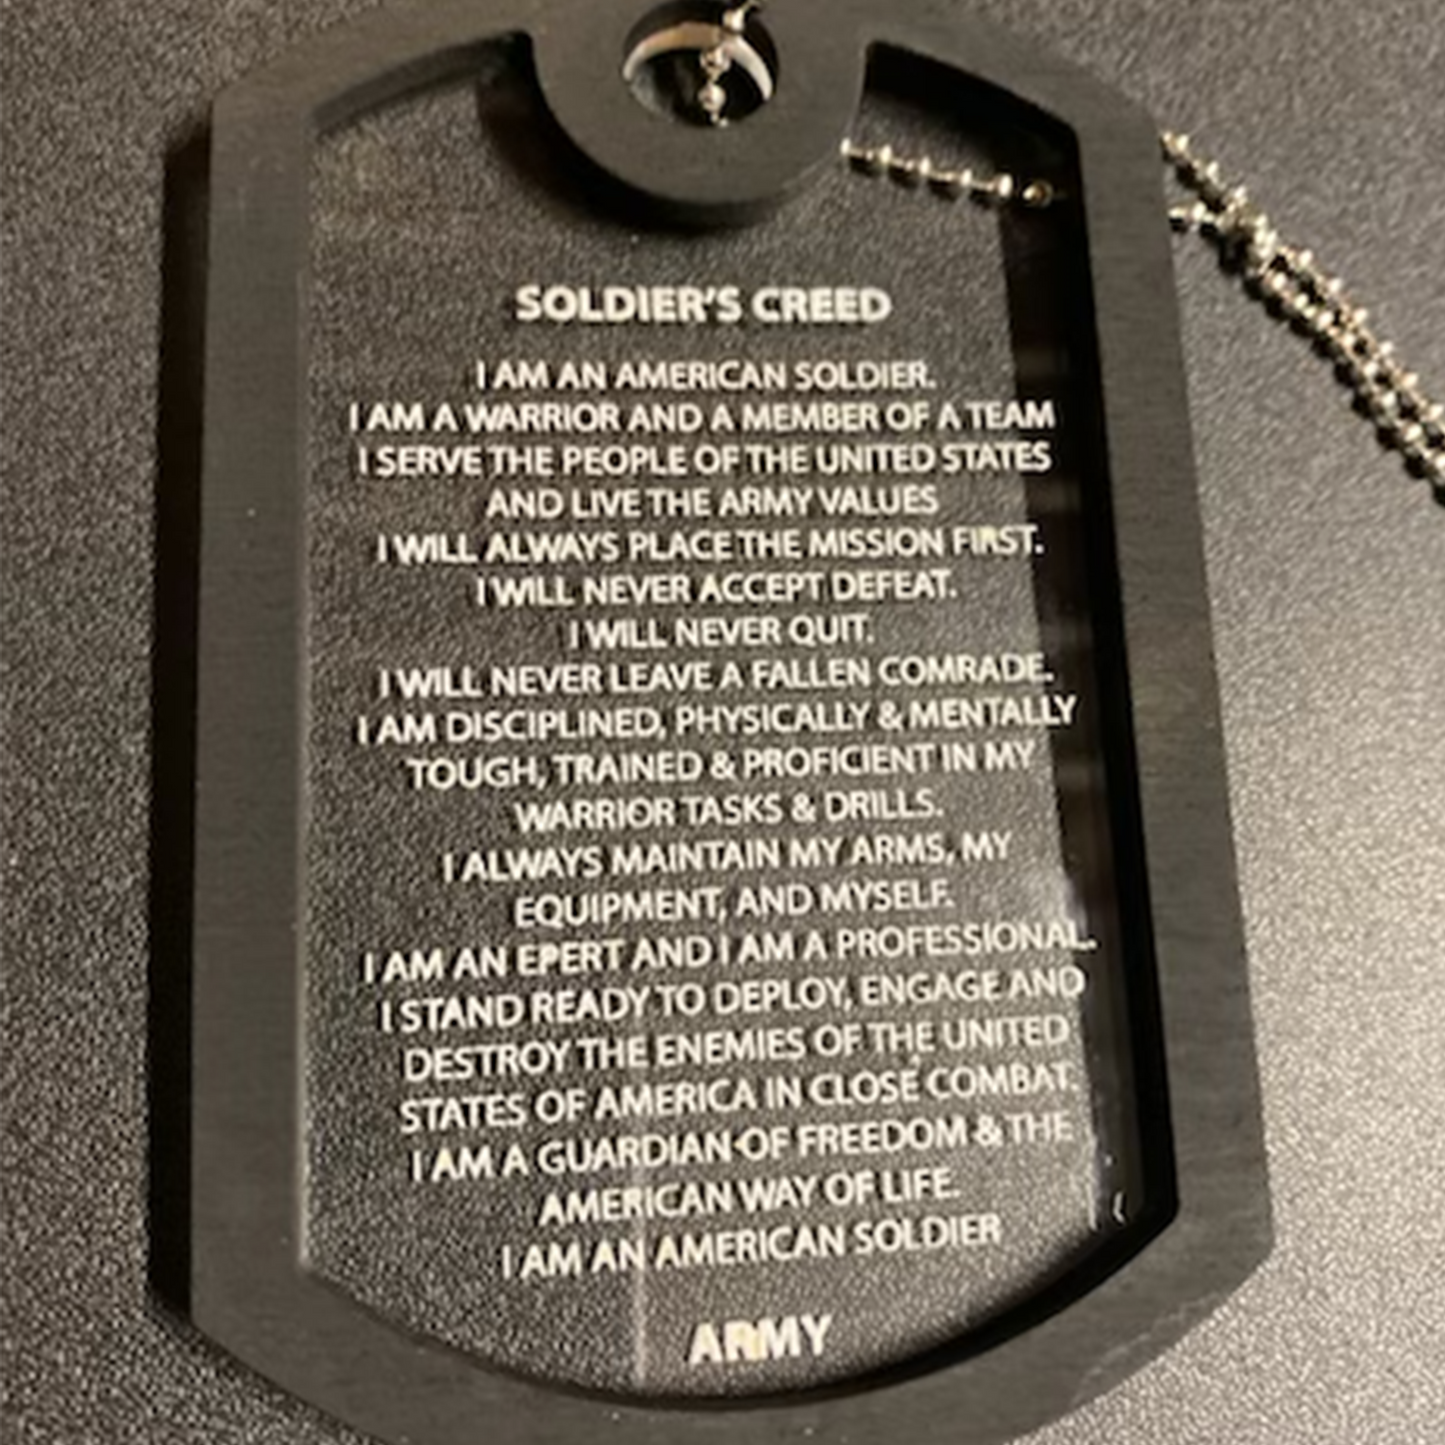 SOLDIER'S CREED
I AM AN AMERICAN SOLDIER.
I AM A WARRIOR AND A MEMBER OF A TEAM
I SERVE THE PEOPLE OF THE UNITED STATES
AND LIVE THE ARMY VALUES
I WILL ALWAYS PLACE THE MISSION FIRST.
I WILL NEVER ACCEPT DEFEAT.
I WILL NEVER QUIT.
I WILL NEVER LEAVE A FALLEN COMRADE.
I AM DISCIPLINED, PHYSICALLY & MENTALLY
TOUGH, TRAINED & PROFICIENT IN MY
WARRIOR TASKS & DRILLS.
I ALWAYS MAINTAIN MY ARMS, MY
EQUIPMENT, AND MYSELF.
I AM AN EPERT AND I AM A PROFESSIONAL.
I STAND READY TO DEPLOY, ENGAGE AND
DESTROY THE ENEMIES OF THE UNITED
STATES OF AMERICA IN CLOSE COMBAT.
I AM A GUARDIAN OF FREEDOM & THE
AMERICAN WAY OF LIFE.
I AM AN AMERICAN SOLDIER
ARMY